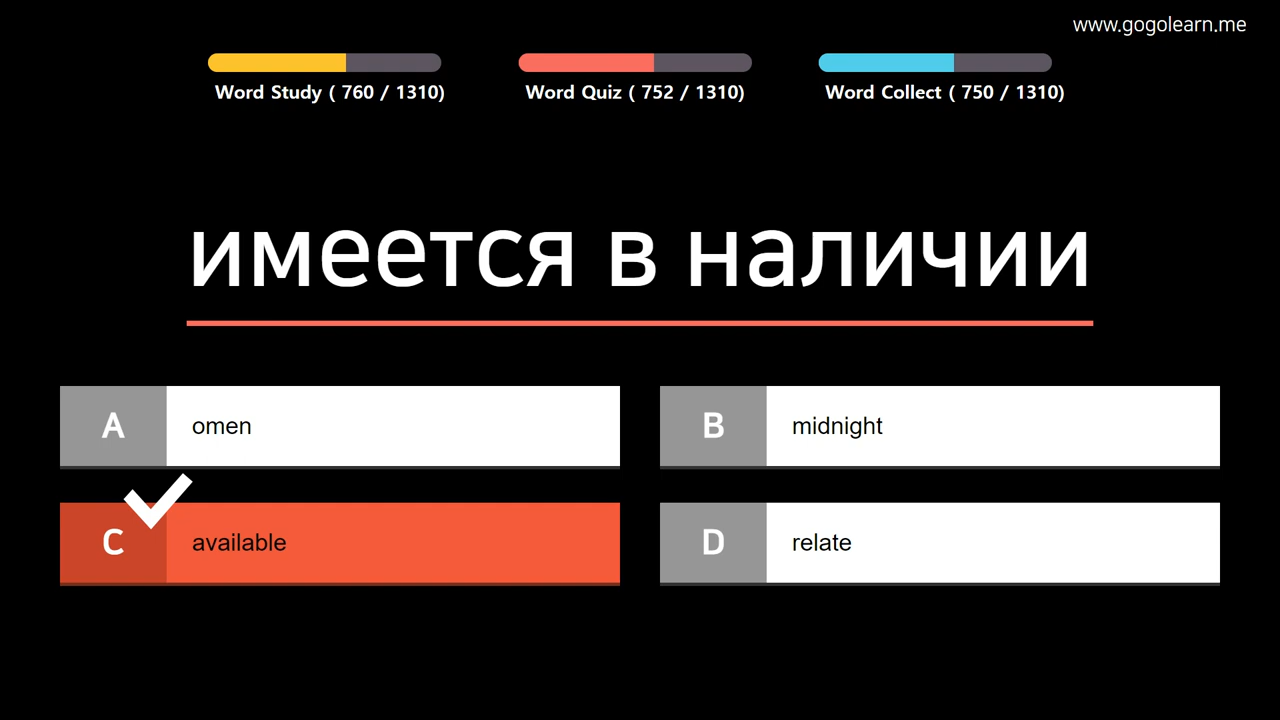 www.gogolearn.me
Word Study ( 760 / 1310)
Word Quiz ( 752 / 1310)
Word Collect ( 750 / 1310)
имеется в наличии
A omen
B midnight
C available
D relate